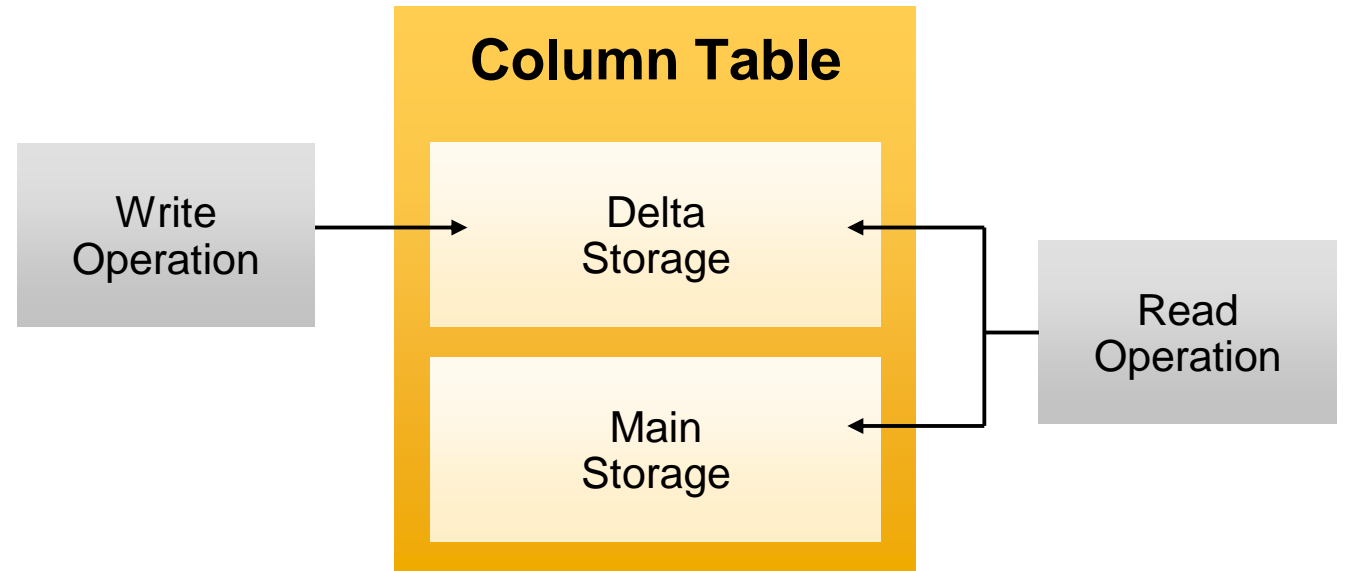 Column Table
Write
Operation
Delta
Storage
Read
Operation
Main
Storage